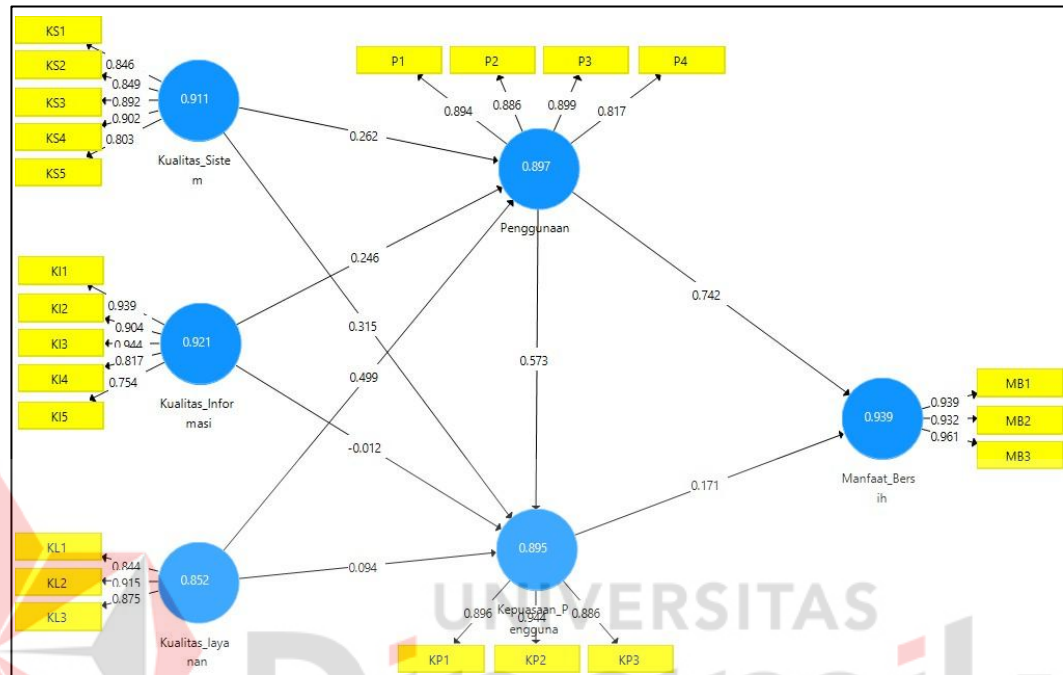 KS1
KS2
KS3
KS4
KS5
0.846
0.849
0.892
0.902
0.803
0.911
Kualitas_Siste
m
P1
P2
P3
P4
0.894
0.886
0.899
0.817
0.897
Penggunaan
0.262
0.246
0.315
0.499
-0.012
0.094
0.573
0.742
0.171
KI1
KI2
KI3
KI4
KI5
0.939
0.904
0.944
0.817
0.754
0.921
Kualitas_Infor
masi
KL1
KL2
KL3
0.844
0.915
0.875
0.852
Kualitas_laya
nan
0.895
Kepuasaan_P
engguna
0.896
0.944
0.886
KP1
KP2
KP3
0.939
Manfaat_Bers
ih
0.939
0.932
0.961
MB1
MB2
MB3
UNIVERSITAS